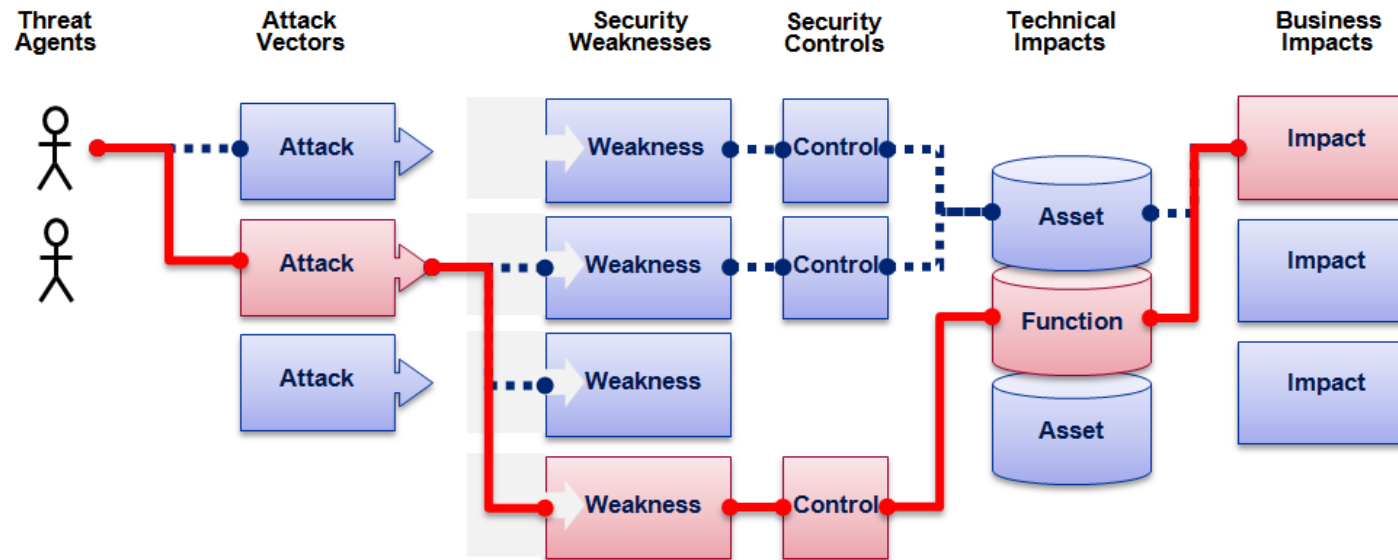 Threat
Agents
Attack
Vectors
Security
Weaknesses
Security
Controls
Technical
Impacts
Business
Impacts
Attack
Weakness
Control
Impact
Asset
Attack
Weakness
Control
Impact
Function
Attack
Weakness
Impact
Asset
Weakness
Control